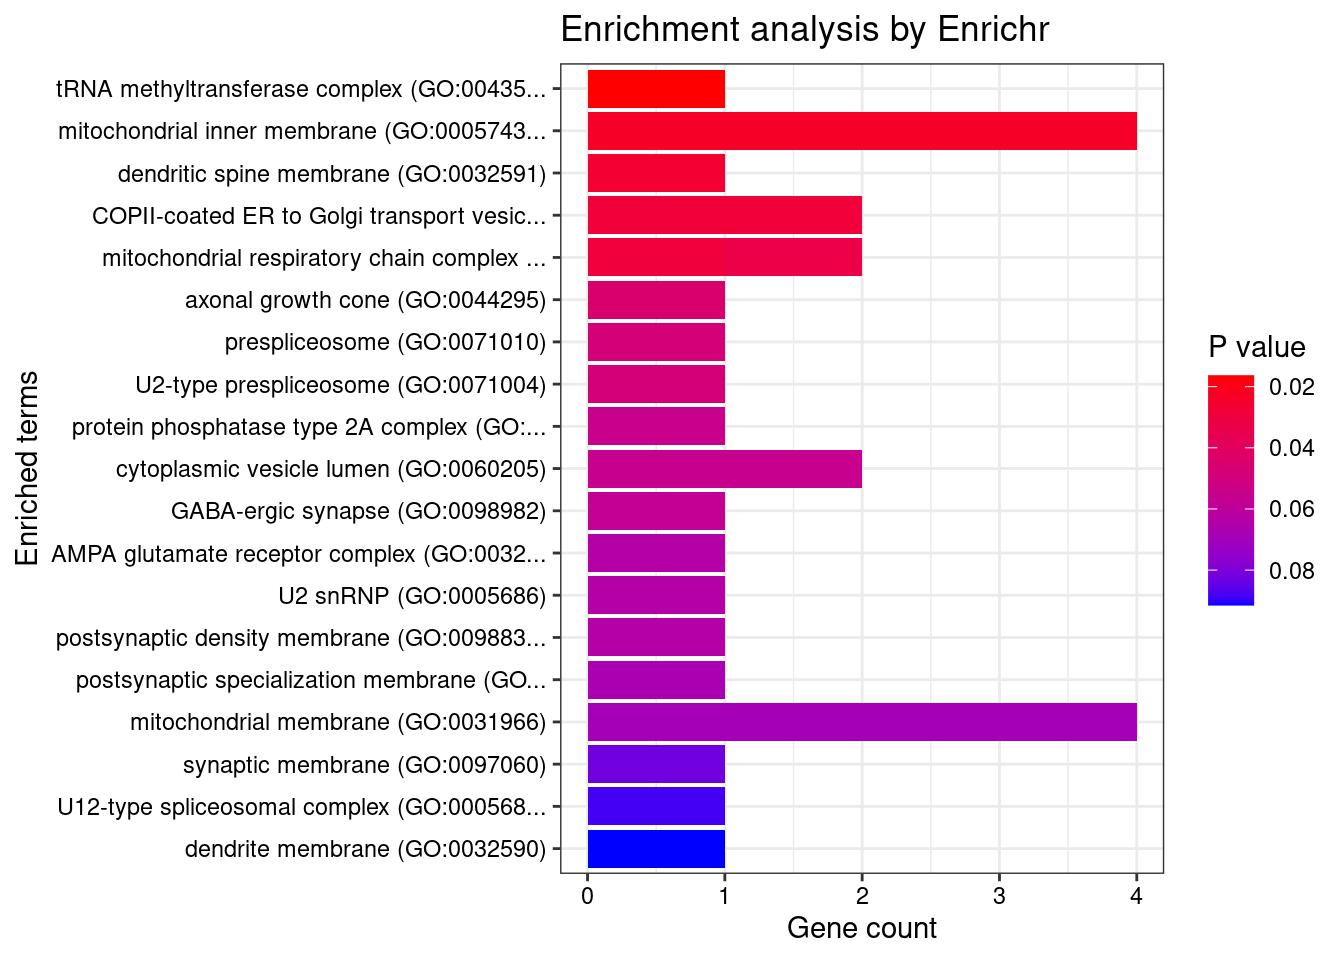 Enrichment analysis by Enrichr
tRNA methyltransferase complex (GO:00435...
mitochondrial inner membrane (GO:0005743...
dendritic spine membrane (GO:0032591)
COPII-coated ER to Golgi transport vesic...
mitochondrial respiratory chain complex ...
axonal growth cone (GO:0044295)
prespliceosome (GO:0071010)
U2-type prespliceosome (GO:0071004)
protein phosphatase type 2A complex (GO:...
cytoplasmic vesicle lumen (GO:0060205)
GABA-ergic synapse (GO:0098982)
AMPA glutamate receptor complex (GO:0032...
U2 snRNP (GO:0005686)
postsynaptic density membrane (GO:009883...
postsynaptic specialization membrane (GO...
mitochondrial membrane (GO:0031966)
synaptic membrane (GO:0097060)
U12-type spliceosomal complex (GO:000568...
dendrite membrane (GO:0032590)
Enriched terms
0 1 2 3 4
Gene count
P value
0.02
0.04
0.06
0.08